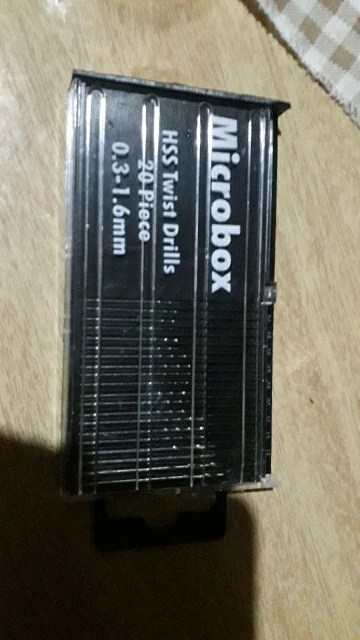 Microbox
HSS Twist Drills
20 Piece
0.3-1.6mm